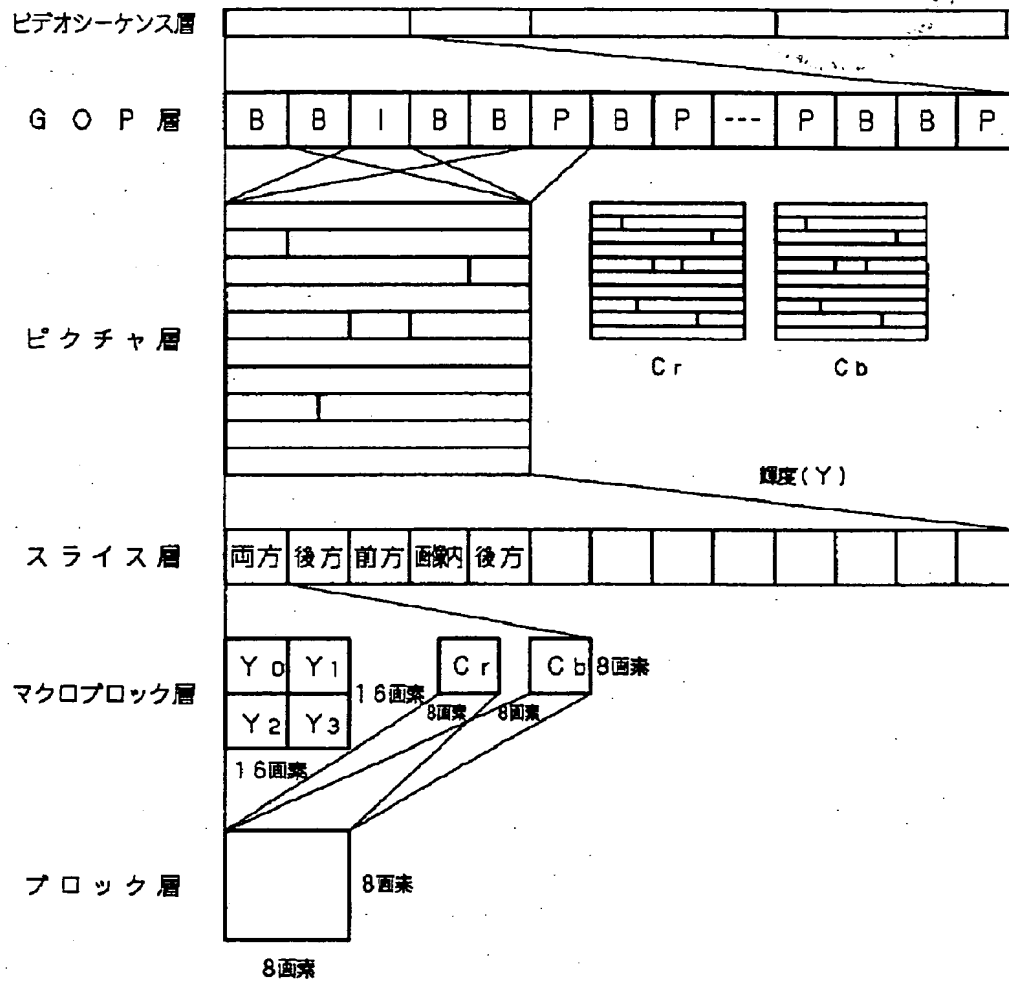 ビデオシーケンス層
GOP層 B B I B B P B P --- P B B P
ピクチャ層
Cr Cb
輝度(Y)
スライス層 両方 後方 前方 画像内 後方
Y0 Y1 Cr Cb 8画素
マクロブロック層 16画素 8画素 8画素
Y2 Y3
16画素
ブロック層 8画素
8画素